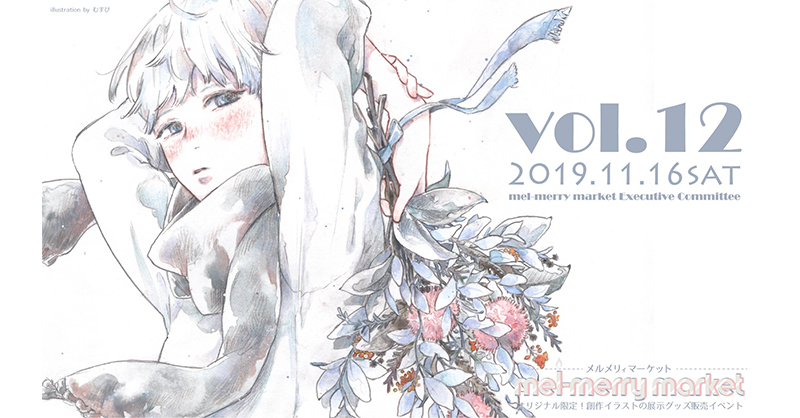 illustration by むすび
vol.12
2019.11.16SAT
mel-merry market Executive Committee
メルメリィマーケット
mel-merry market
オリジナル限定！創作イラストの展示グッズ販売イベント